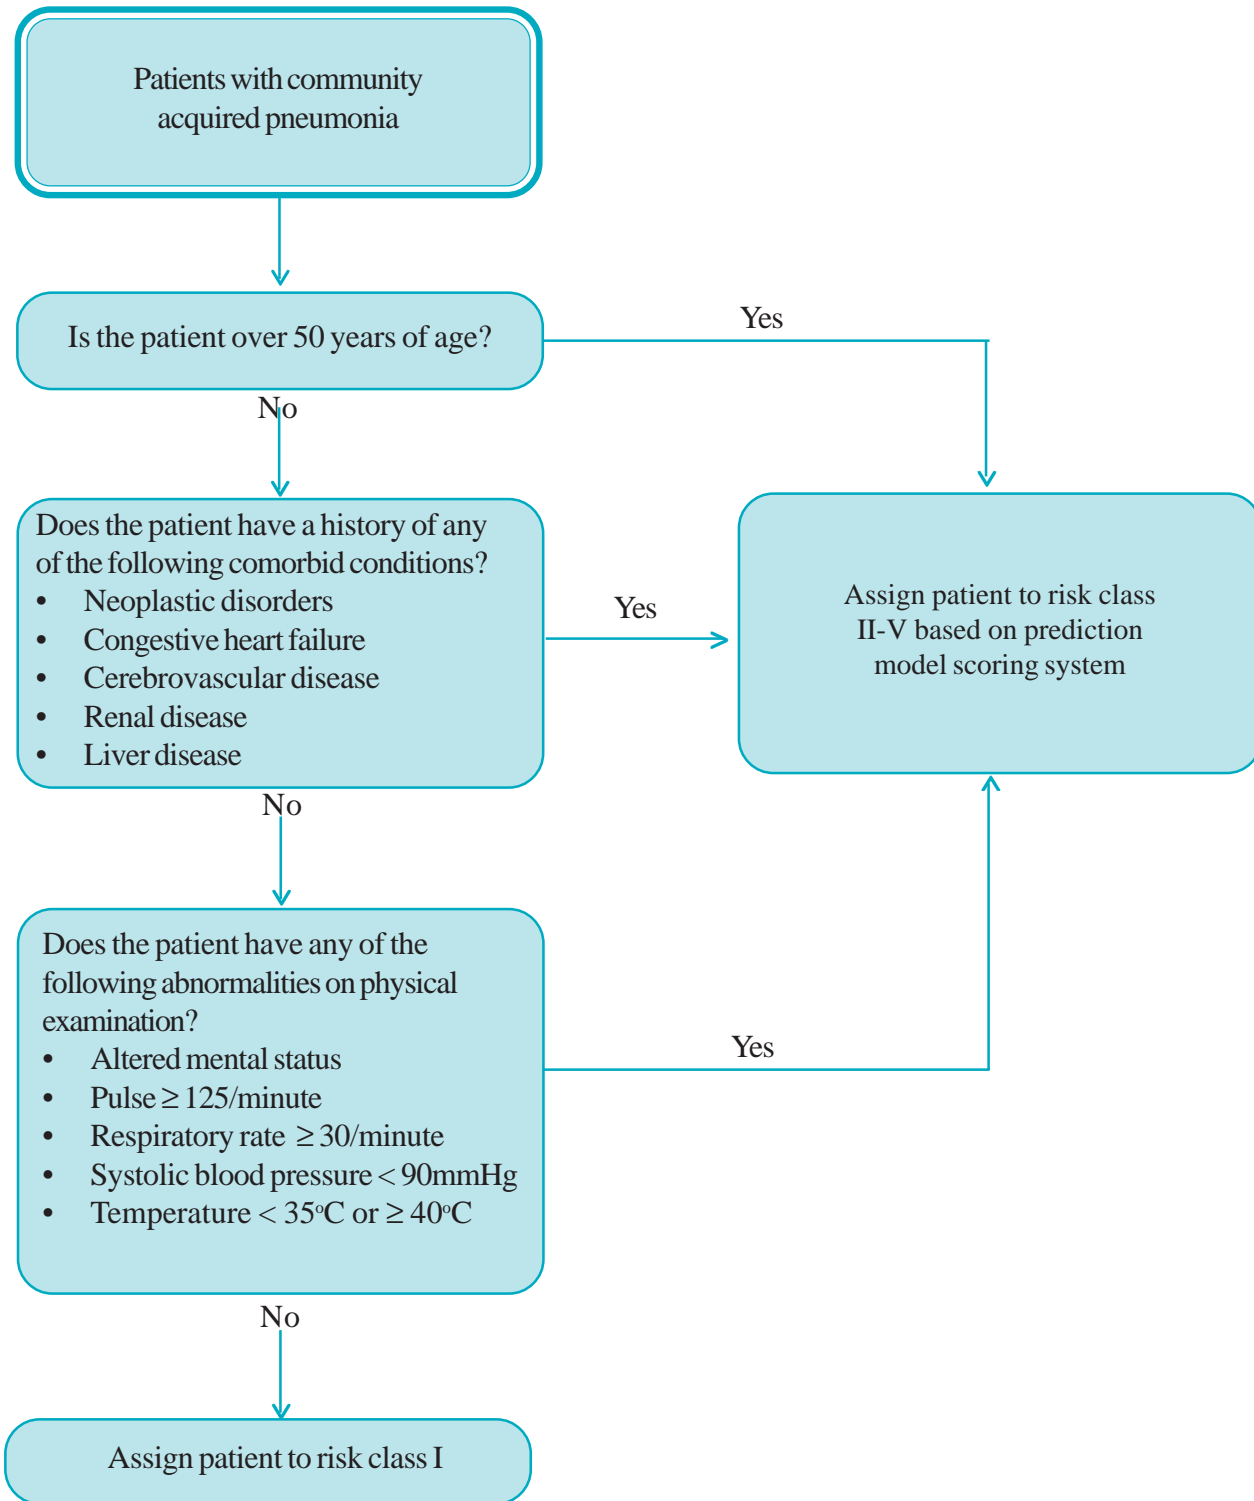 Patients with community
acquired pneumonia
Is the patient over 50 years of age?
Yes
No
Does the patient have a history of any
of the following comorbid conditions?
• Neoplastic disorders
• Congestive heart failure
• Cerebrovascular disease
• Renal disease
• Liver disease
Yes
Assign patient to risk class
II-V based on prediction
model scoring system
No
Does the patient have any of the
following abnormalities on physical
examination?
• Altered mental status
• Pulse ≥ 125/minute
• Respiratory rate ≥ 30/minute
• Systolic blood pressure < 90mmHg
• Temperature < 35°C or ≥ 40°C
Yes
No
Assign patient to risk class I